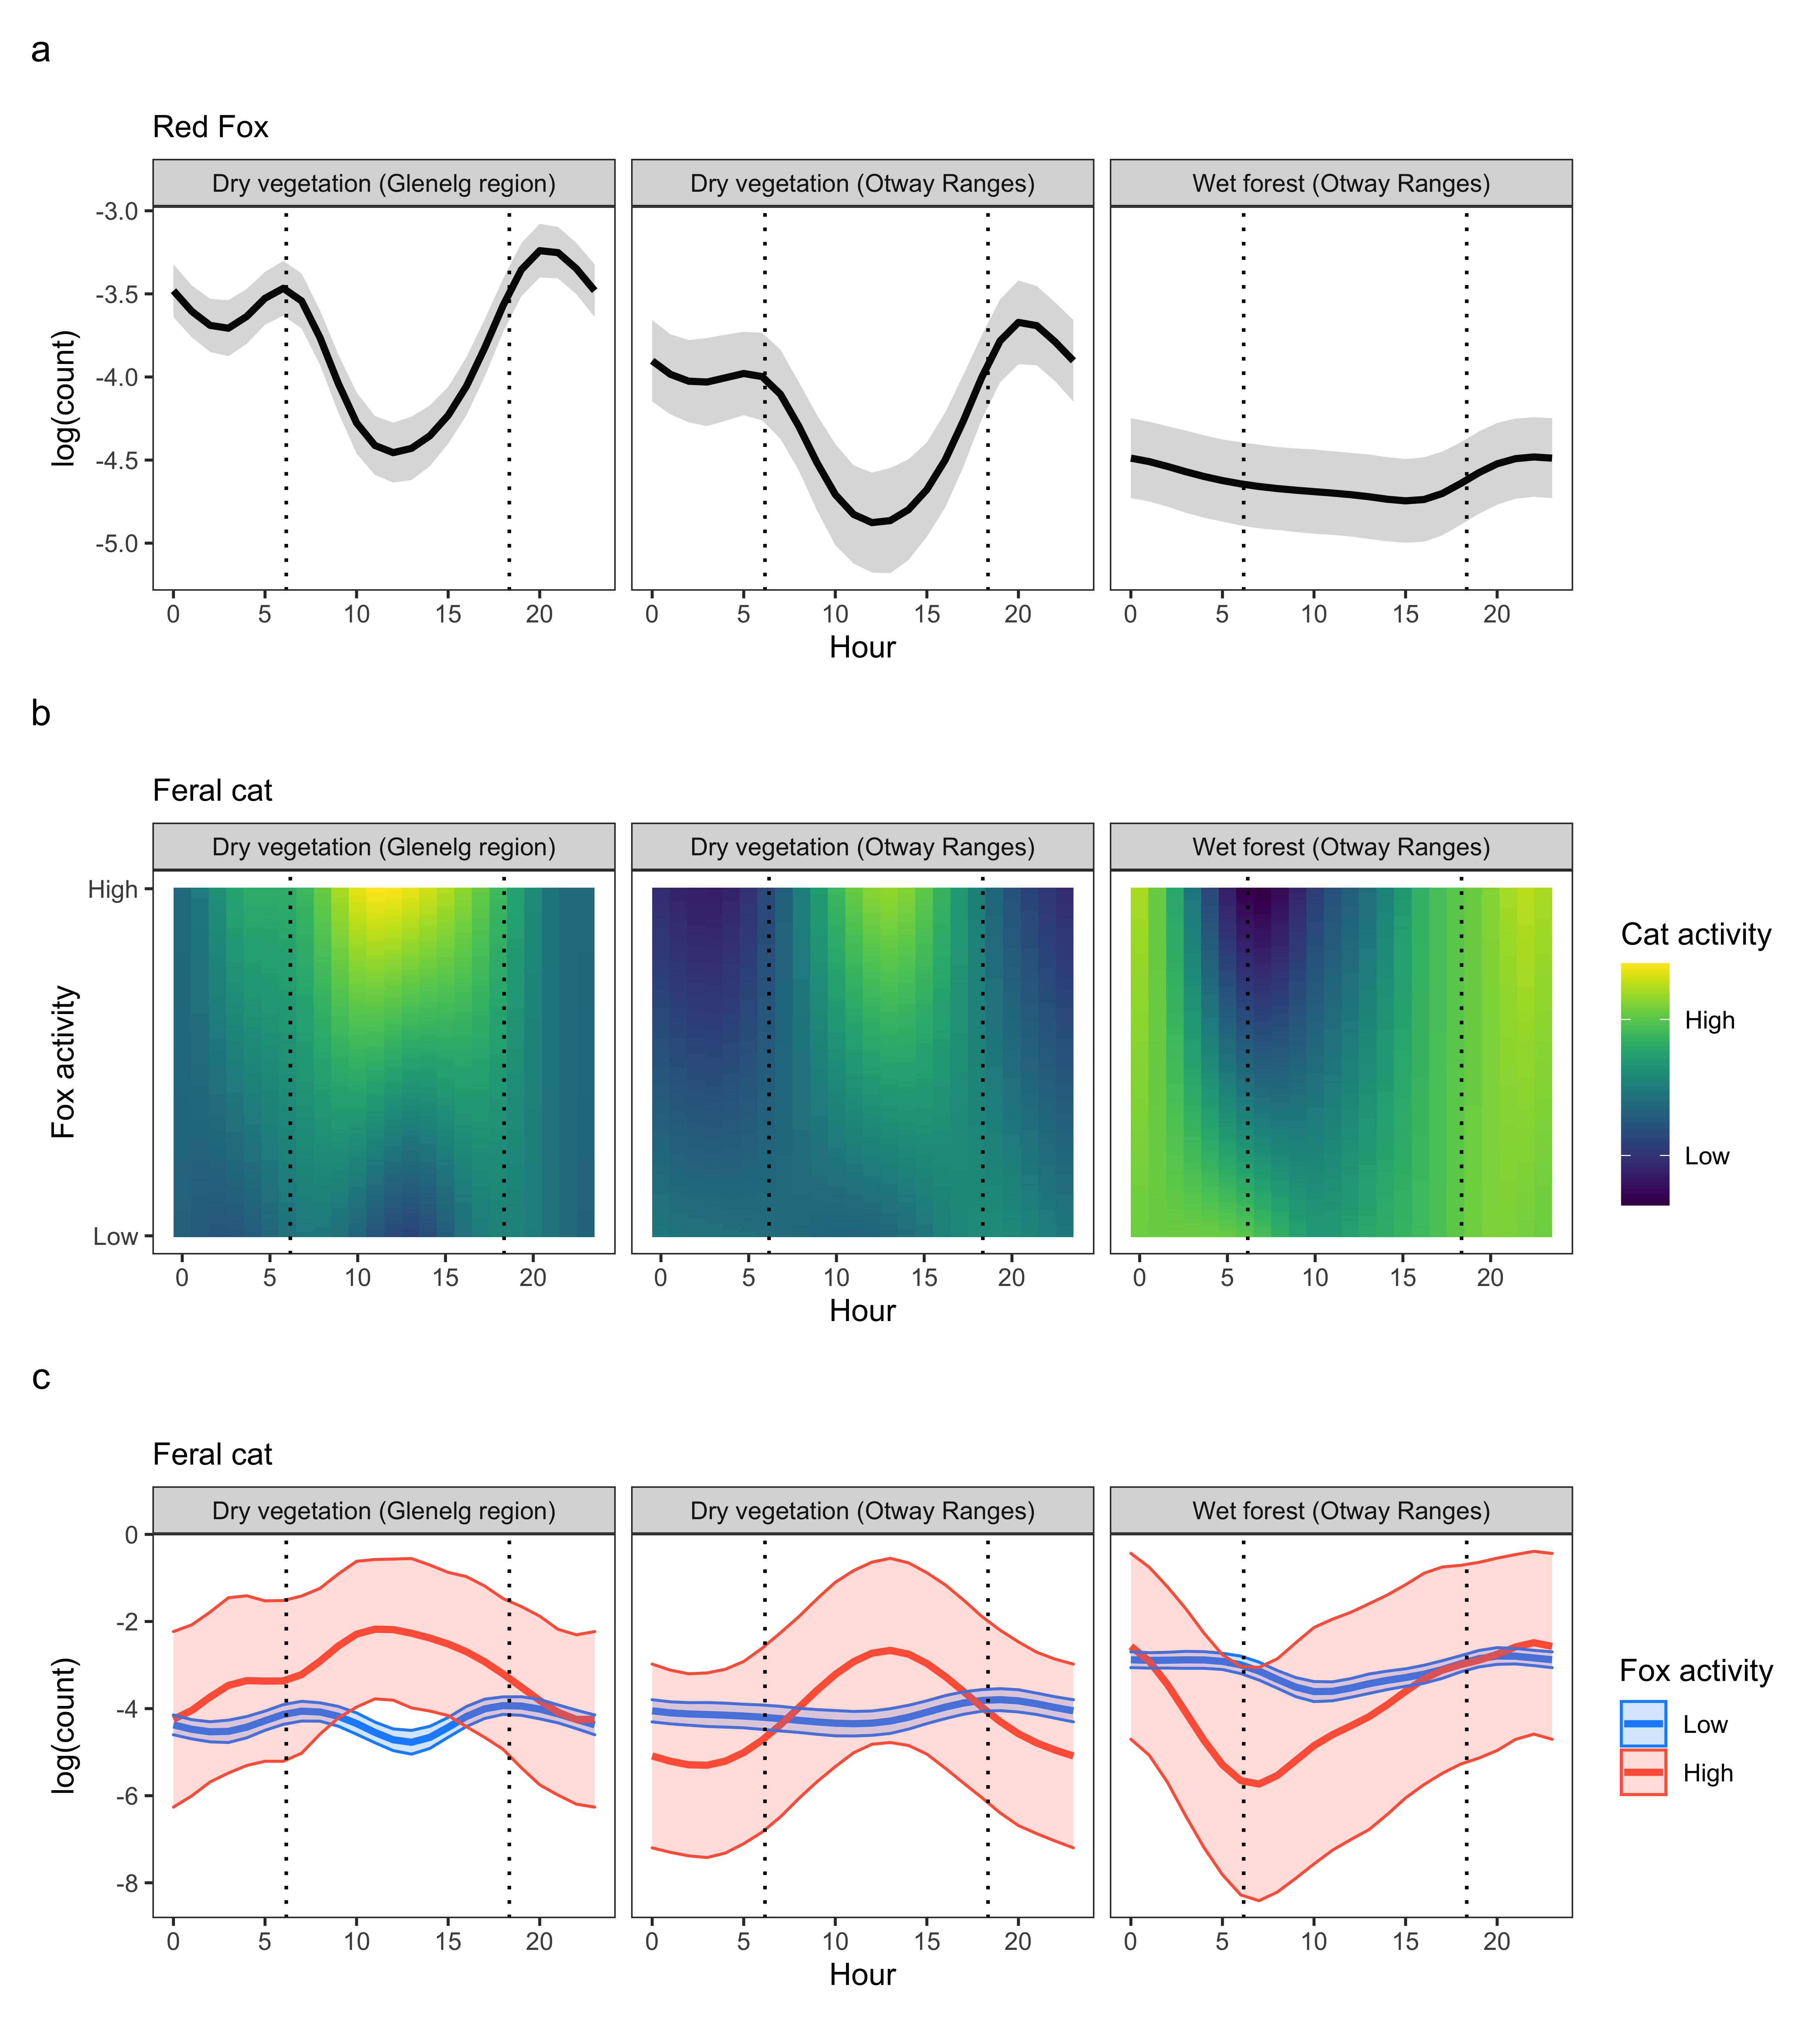 a
Red Fox
Dry vegetation (Glenelg region)
Dry vegetation (Otway Ranges)
Wet forest (Otway Ranges)
log(count)
-3.0
-3.5
-4.0
-4.5
-5.0
0 5 10 15 20
0 5 10 15 20
0 5 10 15 20
Hour
b
Feral cat
Dry vegetation (Glenelg region)
Dry vegetation (Otway Ranges)
Wet forest (Otway Ranges)
Fox activity
High
Low
0 5 10 15 20
0 5 10 15 20
0 5 10 15 20
Hour
Cat activity
High
Low
c
Feral cat
Dry vegetation (Glenelg region)
Dry vegetation (Otway Ranges)
Wet forest (Otway Ranges)
log(count)
0
-2
-4
-6
-8
0 5 10 15 20
0 5 10 15 20
0 5 10 15 20
Hour
Fox activity
Low
High